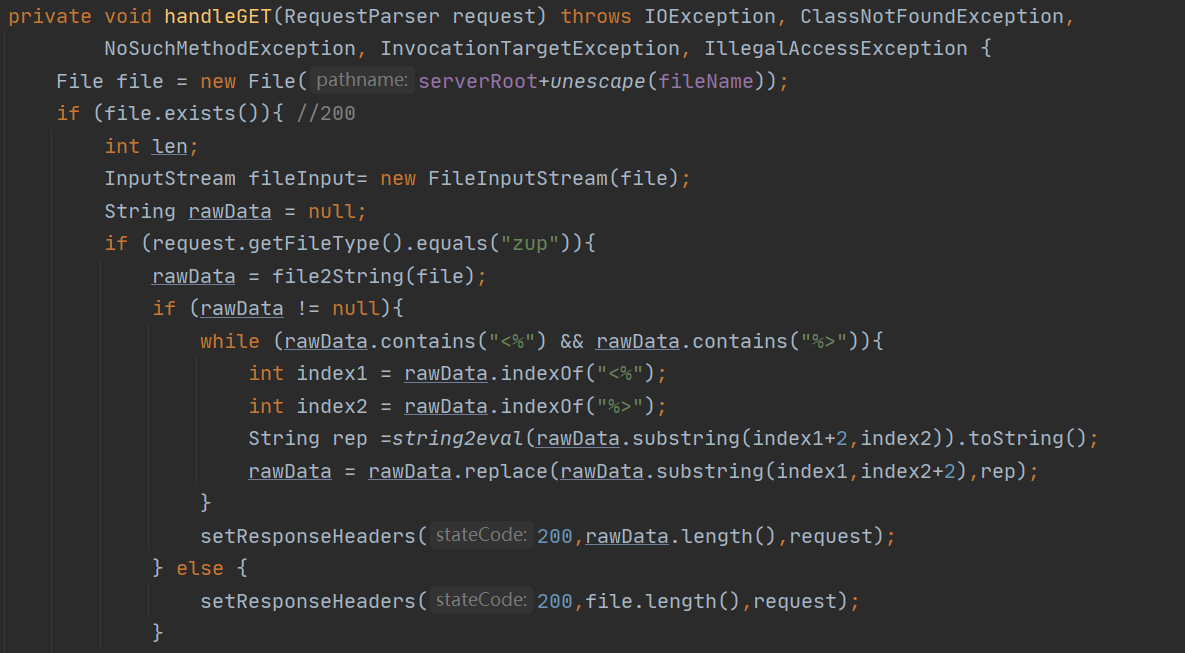 private void handleGET(RequestParser request) throws IOException, ClassNotFoundException,
        NoSuchMethodException, InvocationTargetException, IllegalAccessException {
    File file = new File( pathname: serverRoot+unescape(fileName));
    if (file.exists()){ //200
        int len;
        InputStream fileInput= new FileInputStream(file);
        String rawData = null;
        if (request.getFileType().equals("zup")){
            rawData = file2String(file);
            if (rawData != null){
                while (rawData.contains("<%") && rawData.contains("%>")){
                    int index1 = rawData.indexOf("<%");
                    int index2 = rawData.indexOf("%>");
                    String rep =string2eval(rawData.substring(index1+2,index2)).toString();
                    rawData = rawData.replace(rawData.substring(index1,index2+2),rep);
                }
                setResponseHeaders( stateCode: 200,rawData.length(),request);
            } else {
                setResponseHeaders( stateCode: 200,file.length(),request);
            }